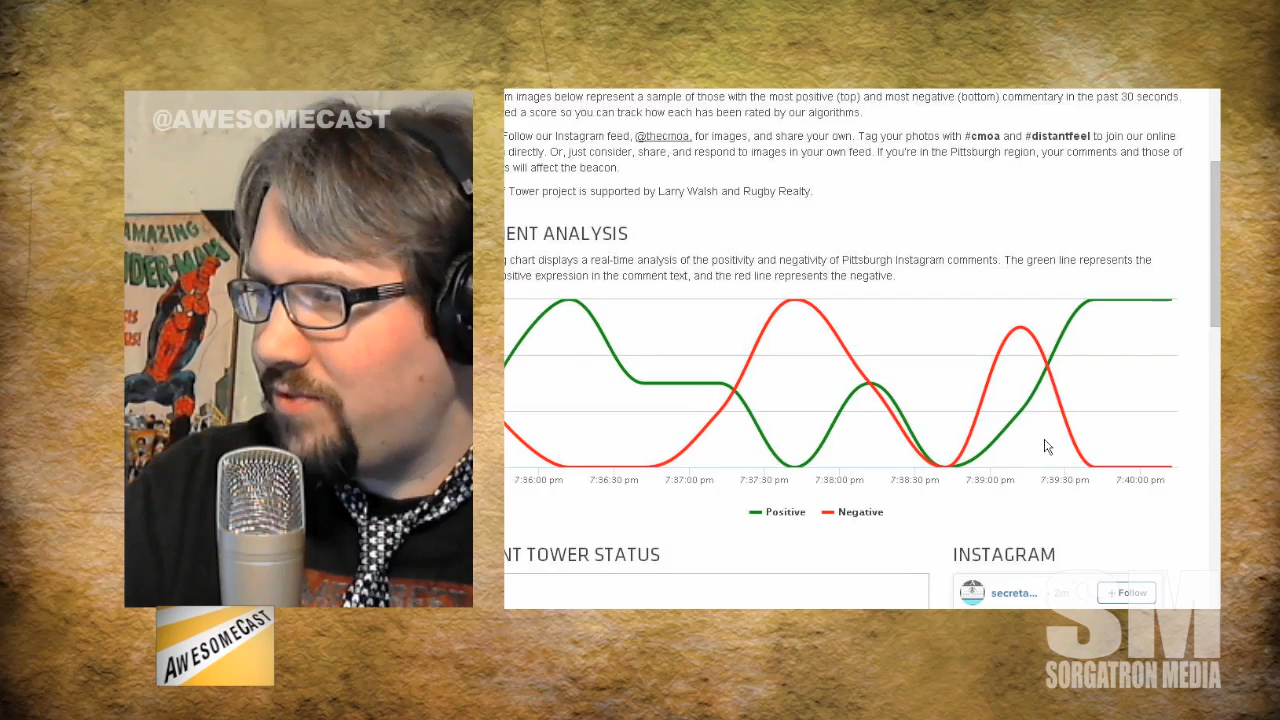 @AWESOMECAST
AMAZING
m images below represent a sample of those with the most positive (top) and most negative (bottom) commentary in the past 30 seconds.
ed a score so you can track how each has been rated by our algorithms.
Follow our Instagram feed, @thecmoa, for images, and share your own. Tag your photos with #cmoa and #distantfeel to join our online
directly. Or, just consider, share, and respond to images in your own feed. If you're in the Pittsburgh region, your comments and those of
s will affect the beacon.
Tower project is supported by Larry Walsh and Rugby Realty.
ENT ANALYSIS
g chart displays a real-time analysis of the positivity and negativity of Pittsburgh Instagram comments. The green line represents the
sitive expression in the comment text, and the red line represents the negative.
7:36:00 pm 7:36:30 pm 7:37:00 pm 7:37:30 pm 7:38:00 pm 7:38:30 pm 7:39:00 pm 7:39:30 pm 7:40:00 pm
Positive Negative
NT TOWER STATUS
INSTAGRAM
secreta... 2m + Follow
AWESOMECAST
SM
SORGATRON MEDIA